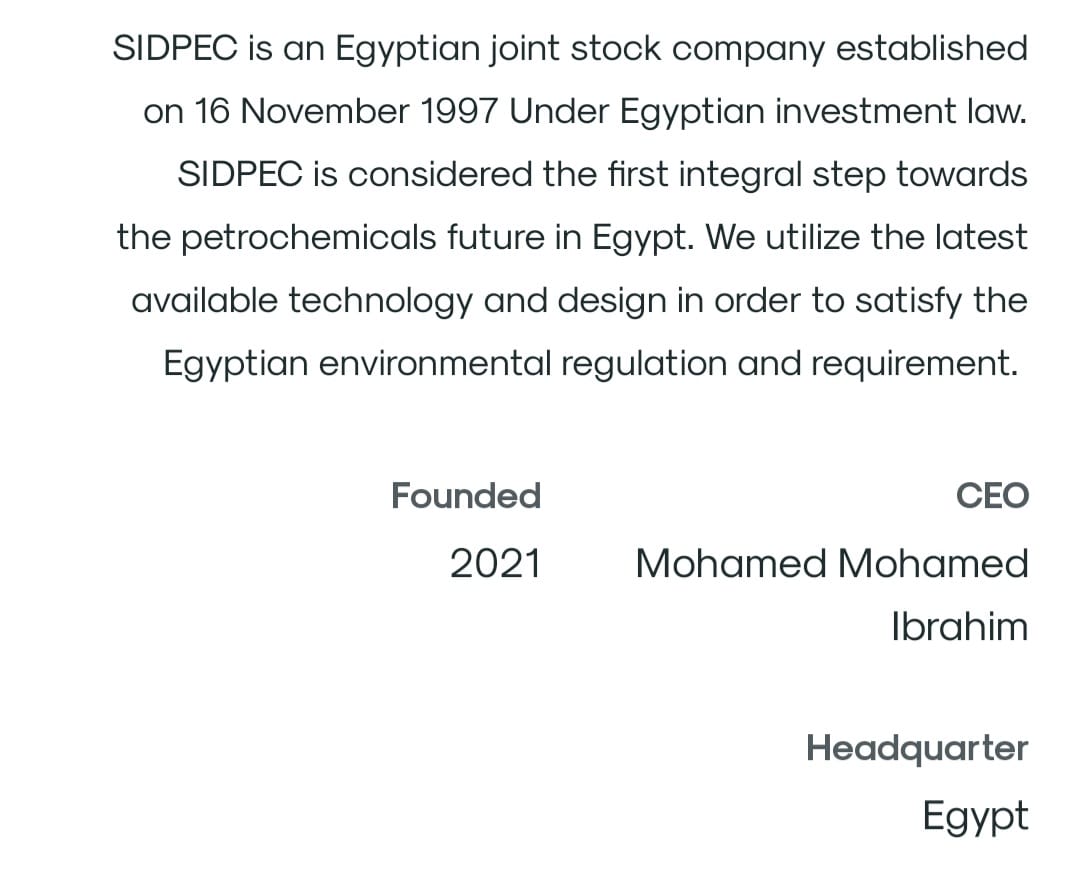 SIDPEC is an Egyptian joint stock company established
on 16 November 1997 Under Egyptian investment law.
SIDPEC is considered the first integral step towards
the petrochemicals future in Egypt. We utilize the latest
available technology and design in order to satisfy the
Egyptian environmental regulation and requirement.
Founded
2021
CEO
Mohamed Mohamed
Ibrahim
Headquarter
Egypt